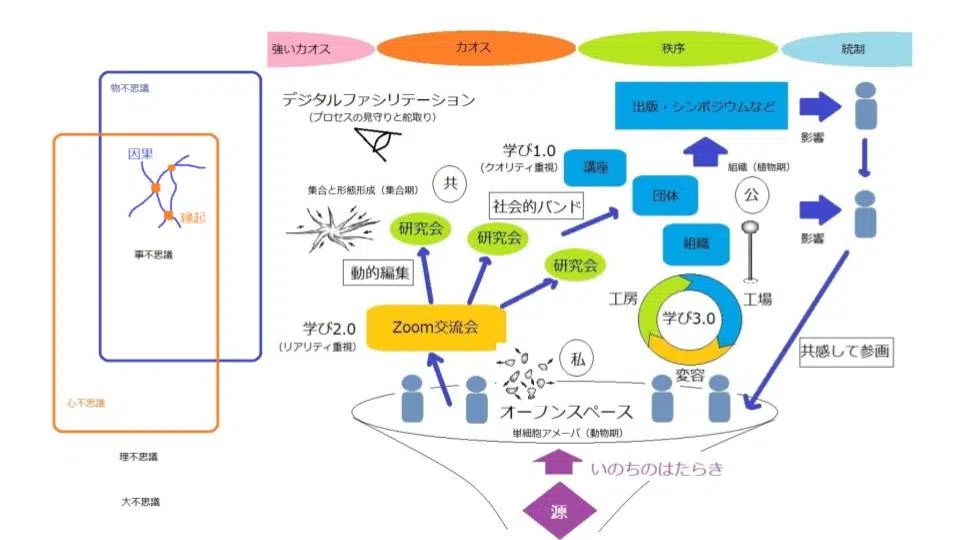 強いカオス
カオス
秩序
統制
物不思議
因果
縁起
事不思議
心不思議
理不思議
大不思議
デジタルファシリテーション
(プロセスの見守りと舵取り)
学び1.0
(クオリティ重視)
講座
出版・シンポジウムなど
影響
組織(植物期)
共
集合と形態形成(集合期)
社会的バンド
団体
公
研究会
研究会
研究会
組織
影響
動的編集
工房
工場
学び3.0
変容
学び2.0
(リアリティ重視)
Zoom交流会
私
共感して参画
オーフンスペース
単細胞アメーバ(動物期)
いのちのはたらき
源